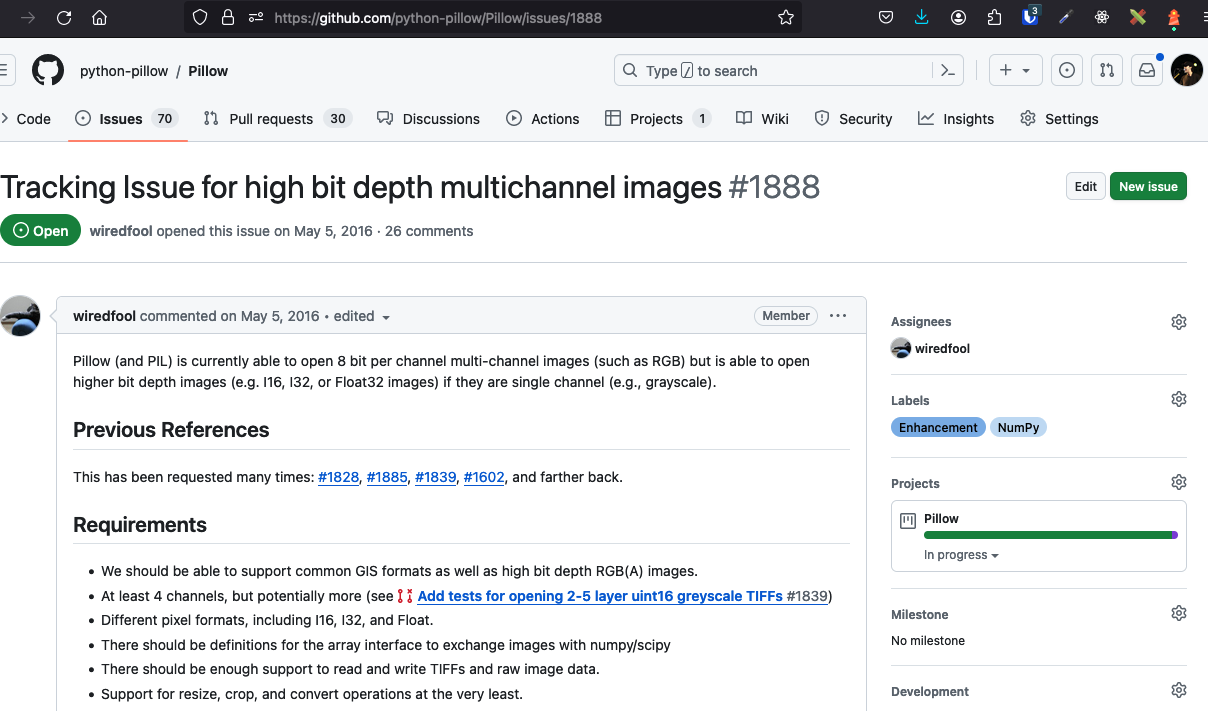 https://github.com/python-pillow/Pillow/issues/1888
3
python-pillow / Pillow
Type / to search
Code
Issues 70
Pull requests 30
Discussions
Actions
Projects 1
Wiki
Security
Insights
Settings
Tracking Issue for high bit depth multichannel images #1888
Edit
New issue
Open
wiredfool opened this issue on May 5, 2016 · 26 comments
wiredfool commented on May 5, 2016 • edited
Member
Pillow (and PIL) is currently able to open 8 bit per channel multi-channel images (such as RGB) but is able to open
higher bit depth images (e.g. I16, I32, or Float32 images) if they are single channel (e.g., grayscale).
Previous References
This has been requested many times: #1828, #1885, #1839, #1602, and farther back.
Requirements
• We should be able to support common GIS formats as well as high bit depth RGB(A) images.
• At least 4 channels, but potentially more (see Add tests for opening 2-5 layer uint16 greyscale TIFFs #1839)
• Different pixel formats, including I16, I32, and Float.
• There should be definitions for the array interface to exchange images with numpy/scipy
• There should be enough support to read and write TIFFs and raw image data.
• Support for resize, crop, and convert operations at the very least.
Assignees
wiredfool
Labels
Enhancement
NumPy
Projects
Pillow
In progress
Milestone
No milestone
Development